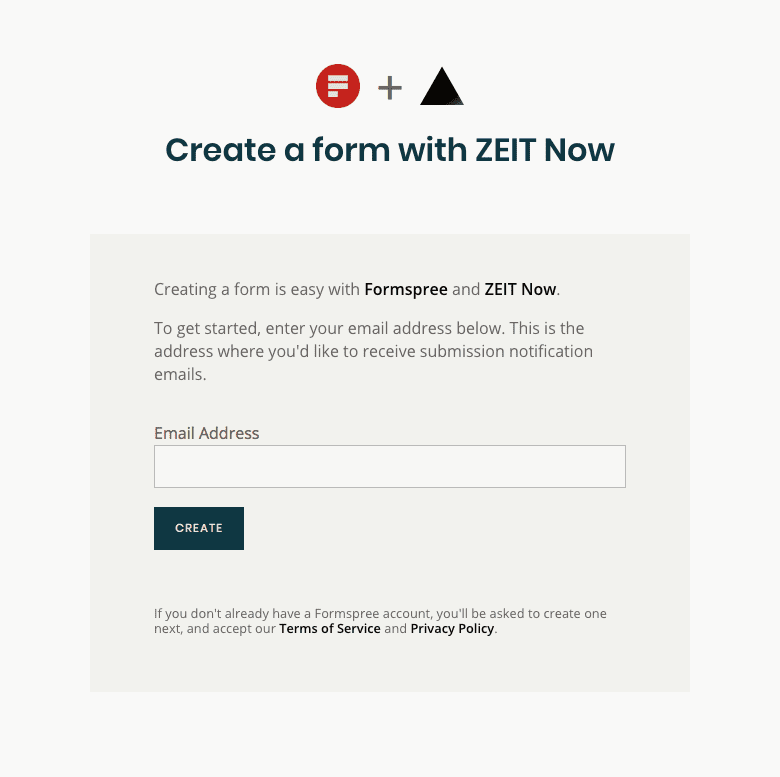 Create a form with ZEIT Now
Creating a form is easy with Formspree and ZEIT Now.
To get started, enter your email address below. This is the
address where you'd like to receive submission notification
emails.
Email Address
CREATE
If you don't already have a Formspree account, you'll be asked to create one
next, and accept our Terms of Service and Privacy Policy.